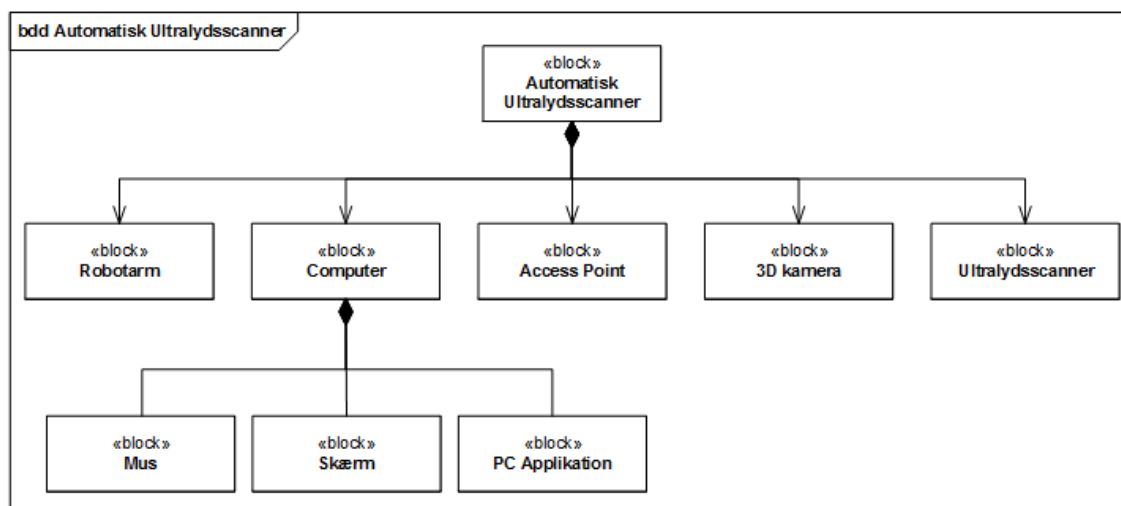 bdd Automatisk Ultralydsscanner
«block»
Automatisk
Ultralydsscanner
«block»
Robotarm
«block»
Computer
«block»
Access Point
«block»
3D kamera
«block»
Ultralydsscanner
«block»
Mus
«block»
Skærm
«block»
PC Applikation